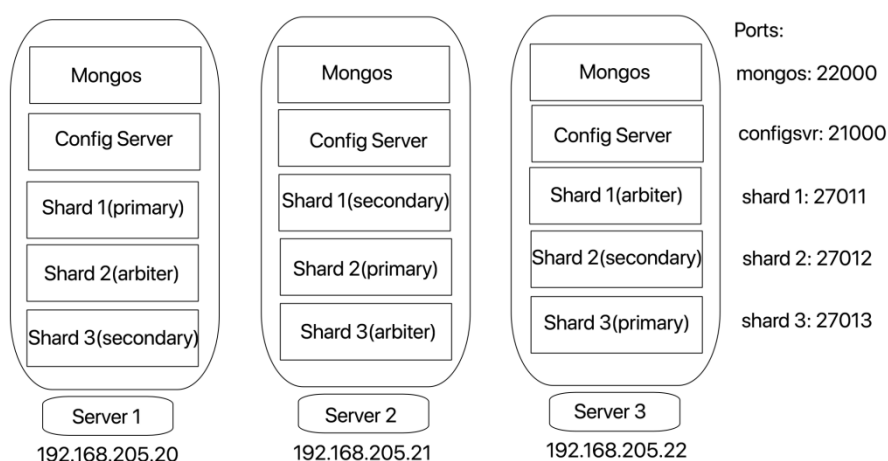 Mongos
Config Server
Shard 1(primary)
Shard 2(arbiter)
Shard 3(secondary)
Server 1
192.168.205.20
Mongos
Config Server
Shard 1(secondary)
Shard 2(primary)
Shard 3(arbiter)
Server 2
192.168.205.21
Mongos
Config Server
Shard 1(arbiter)
Shard 2(secondary)
Shard 3(primary)
Server 3
192.168.205.22
Ports:
mongos: 22000
configsvr: 21000
shard 1: 27011
shard 2: 27012
shard 3: 27013